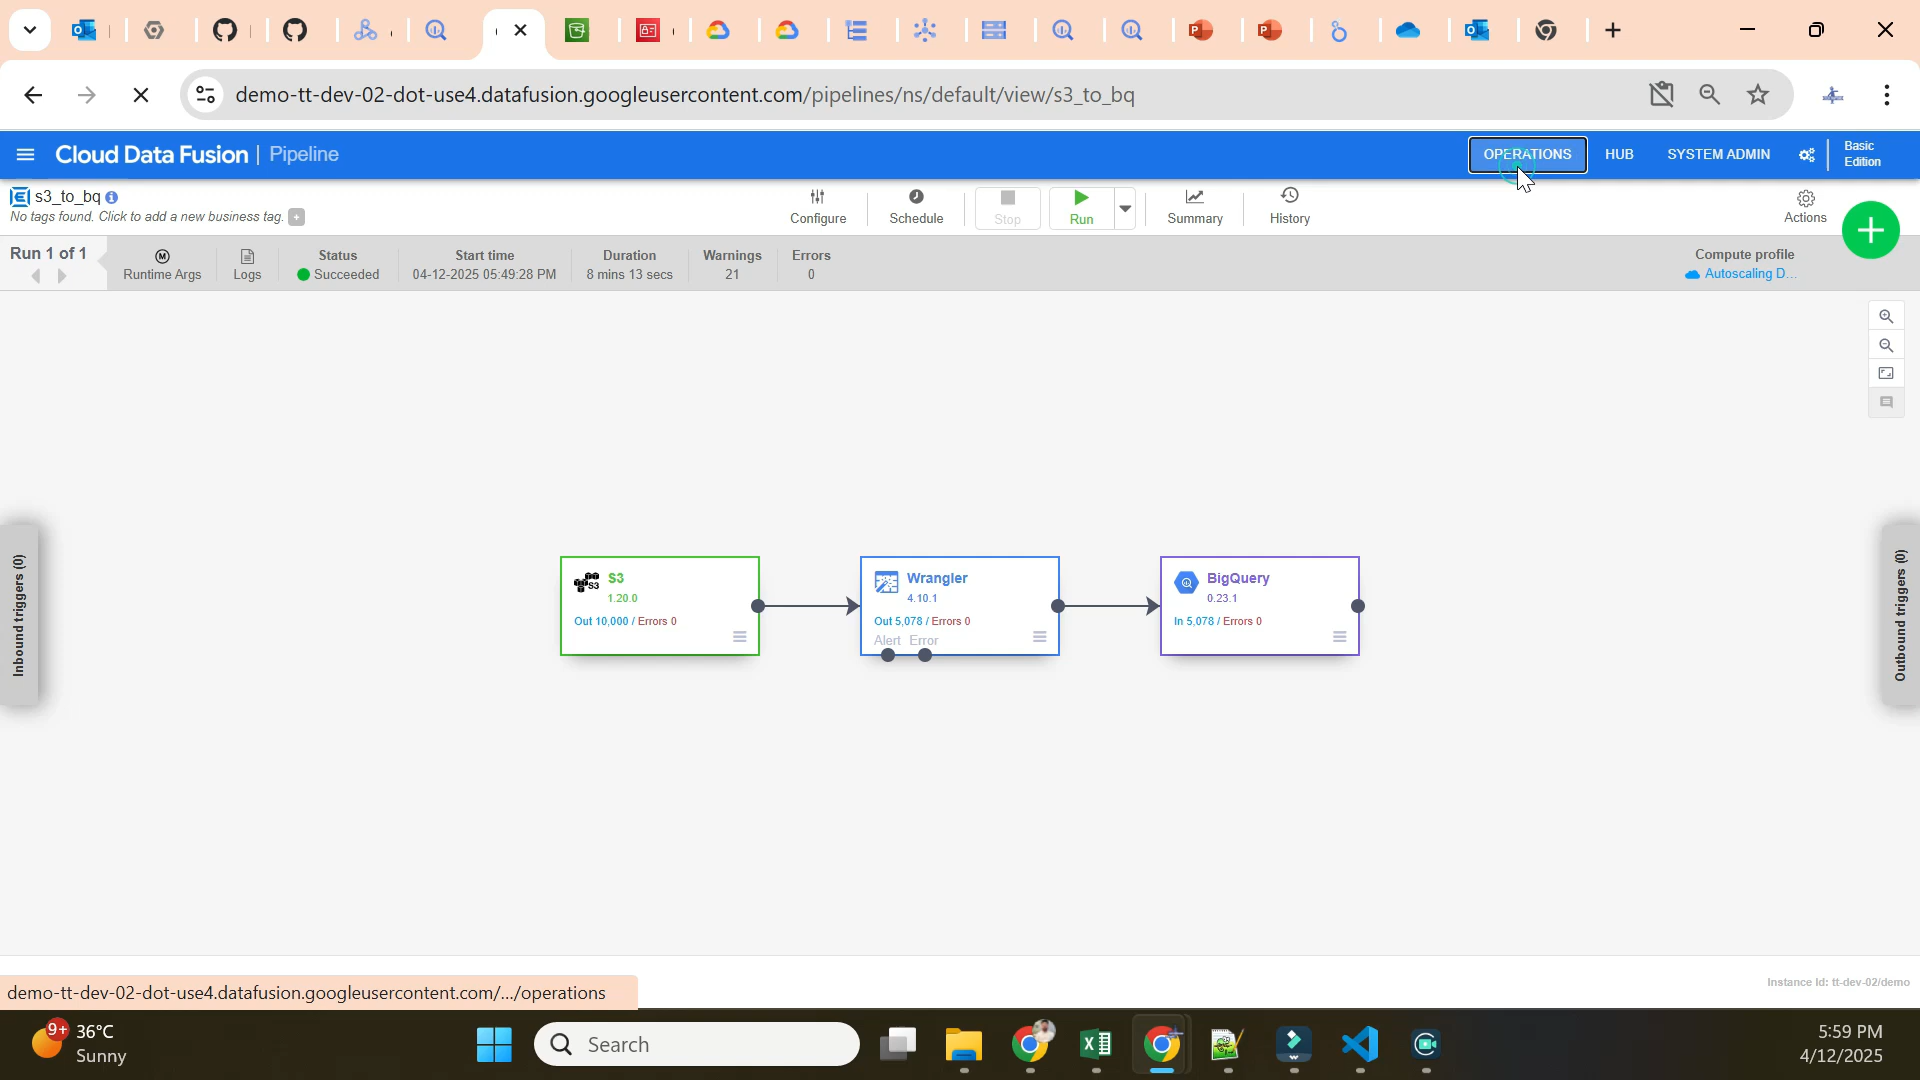 demo-tt-dev-02-dot-use4.datafusion.googleusercontent.com/pipelines/ns/default/view/s3_to_bq
Cloud Data Fusion | Pipeline
OPERATIONS
HUB
SYSTEM ADMIN
Basic
Edition
s3_to_bq
No tags found. Click to add a new business tag.
Configure
Schedule
Stop
Run
Summary
History
Actions
Run 1 of 1
Runtime Args
Logs
Status
Succeeded
Start time
04-12-2025 05:49:28 PM
Duration
8 mins 13 secs
Warnings
21
Errors
0
Compute profile
Autoscaling D...
Inbound triggers (0)
S3
1.20.0
Out 10,000 / Errors 0
Wrangler
4.10.1
Out 5,078 / Errors 0
Alert Error
BigQuery
0.23.1
In 5,078 / Errors 0
Outbound triggers (0)
Instance Id: tt-dev-02/demo
demo-tt-dev-02-dot-use4.datafusion.googleusercontent.com/.../operations
9+
36°C
Sunny
Search
5:59 PM
4/12/2025